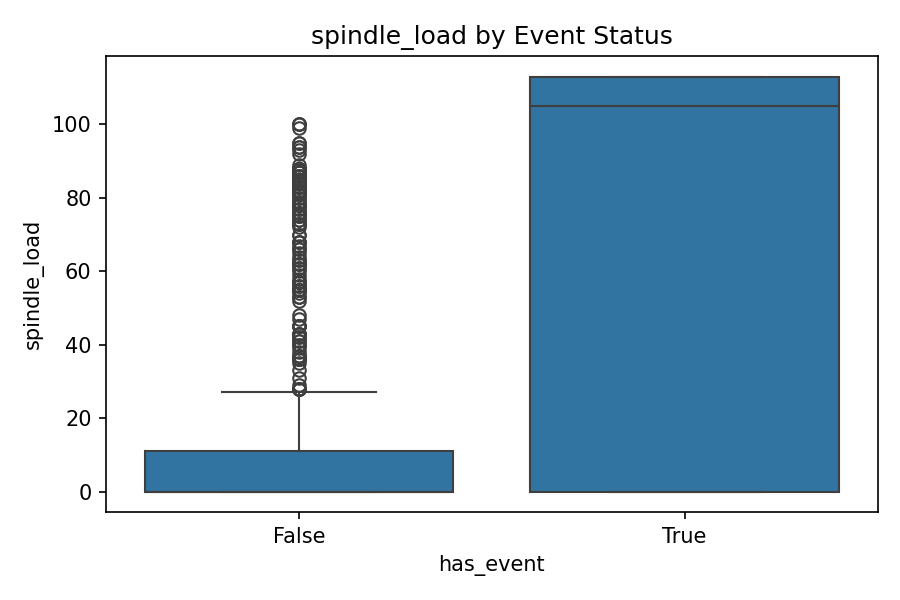 spindle_load by Event Status
spindle_load
100
80
60
40
20
0
False
True
has_event